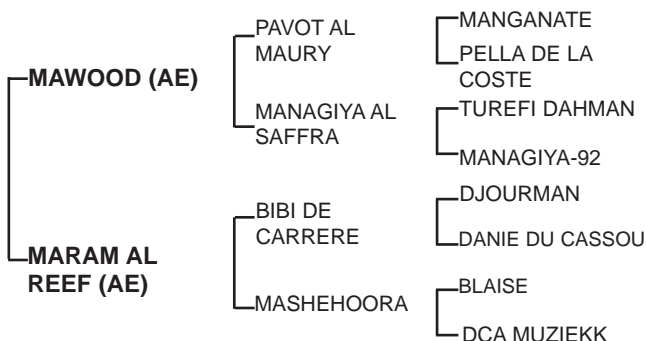 MAWOOD (AE)
MARAM AL
REEF (AE)
PAVOT AL
MAURY
MANAGIYA AL
SAFFRA
BIBI DE
CARRERE
MASHEHOORA
MANGANATE
PELLA DE LA
COSTE
TUREFI DAHMAN
MANAGIYA-92
DJOURMAN
DANIE DU CASSOU
BLAISE
DCA MUZIEKK